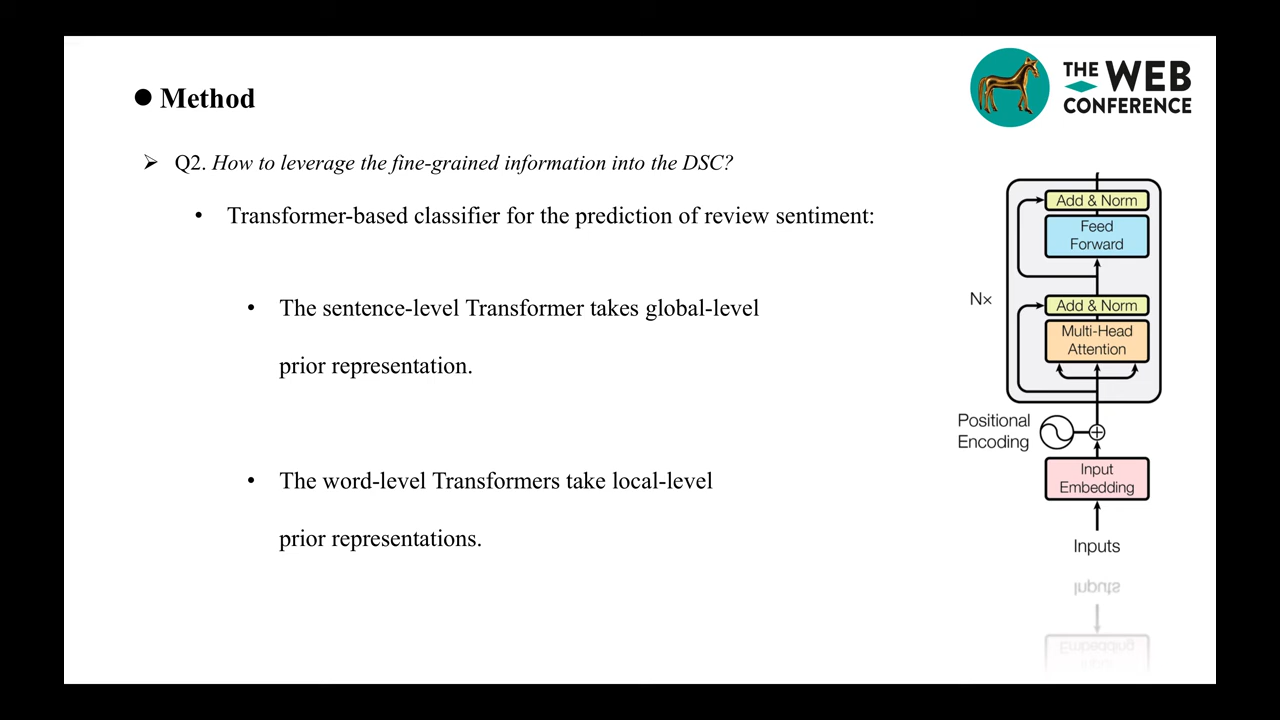 Method
THE WEB
CONFERENCE
Q2. How to leverage the fine-grained information into the DSC?
Transformer-based classifier for the prediction of review sentiment:
The sentence-level Transformer takes global-level
prior representation.
The word-level Transformers take local-level
prior representations.
Add & Norm
Feed
Forward
N×
Add & Norm
Multi-Head
Attention
Positional
Encoding
Input
Embedding
Inputs